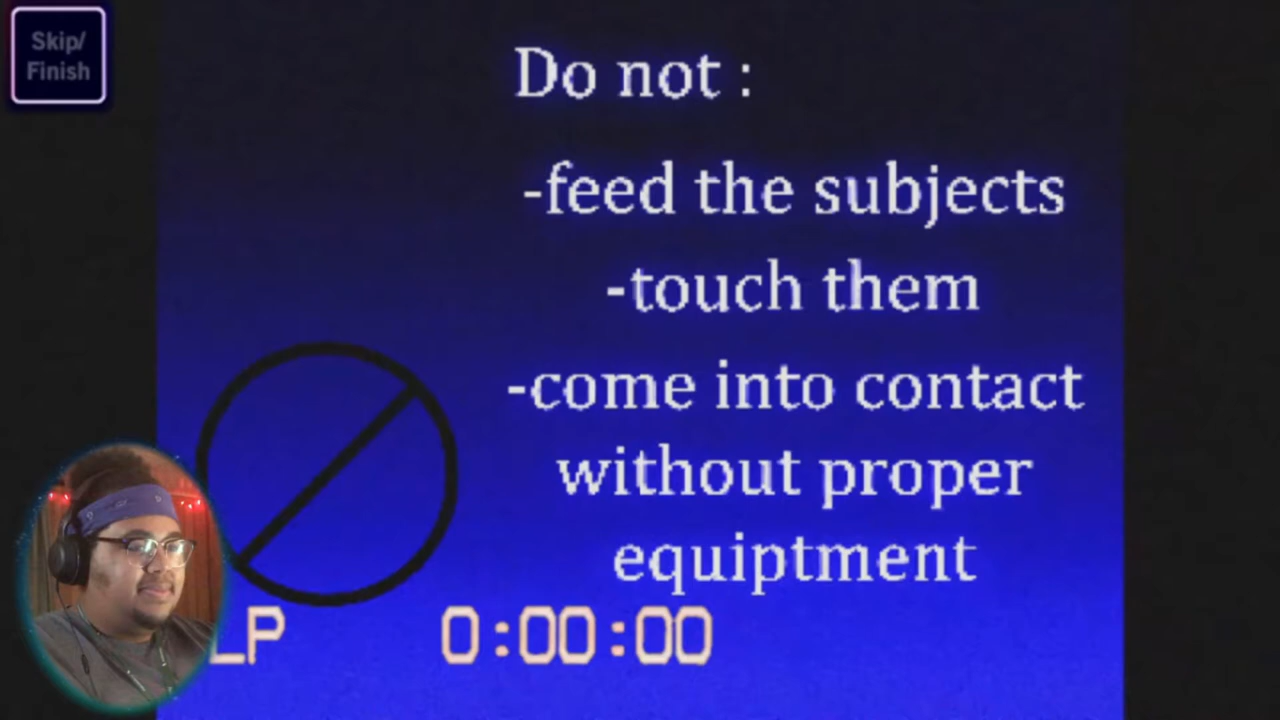 Skip/
Finish
Do not :
-feed the subjects
-touch them
-come into contact
without proper
equiptment
LP 0:00:00